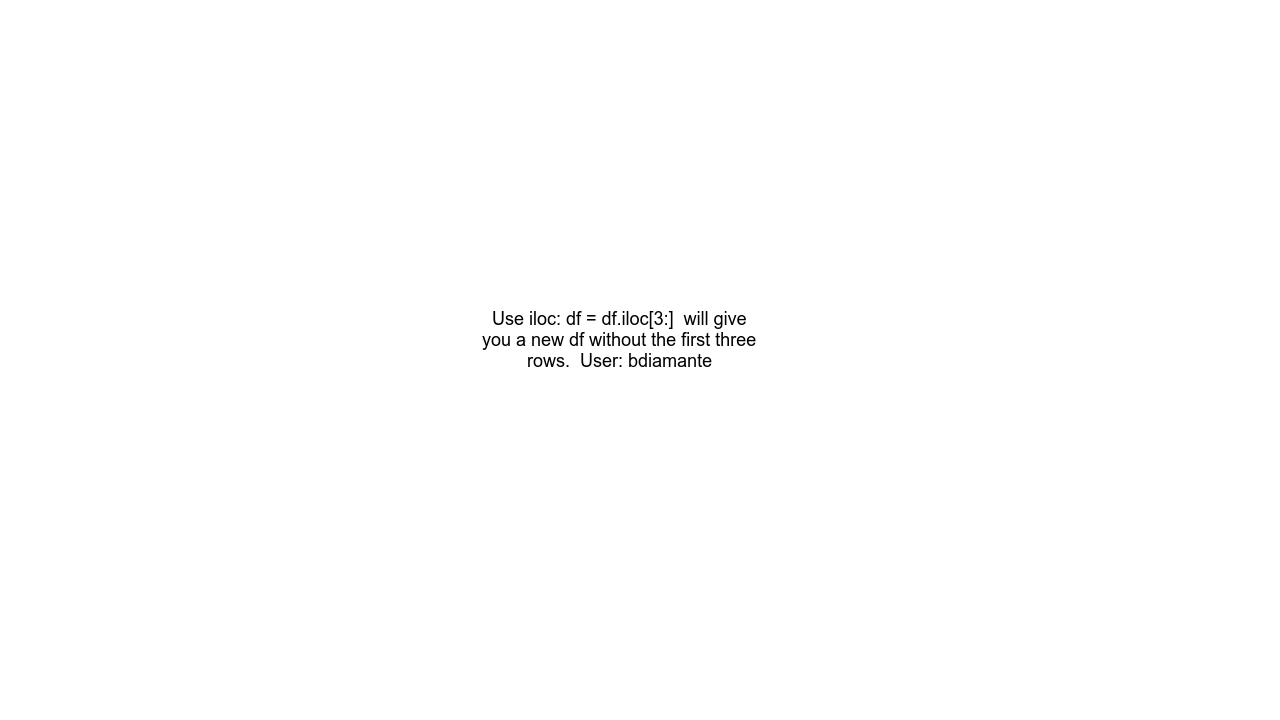 Use iloc: df = df.iloc[3:]  will give
you a new df without the first three
rows.  User: bdiamante